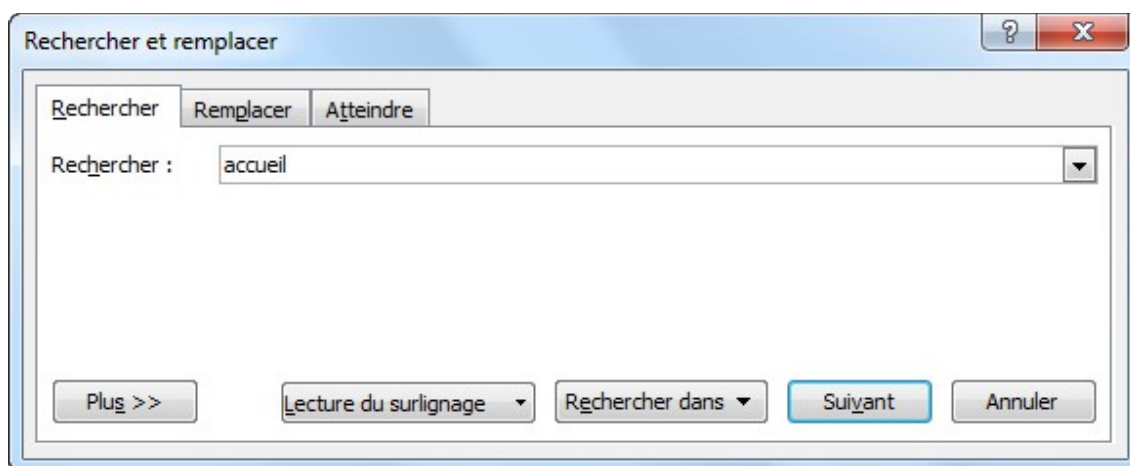 Rechercher et remplacer
Rechercher Remplacer Atteindre
Rechercher : accueil
Plus >> Lecture du surlignage Rechercher dans Suivant Annuler